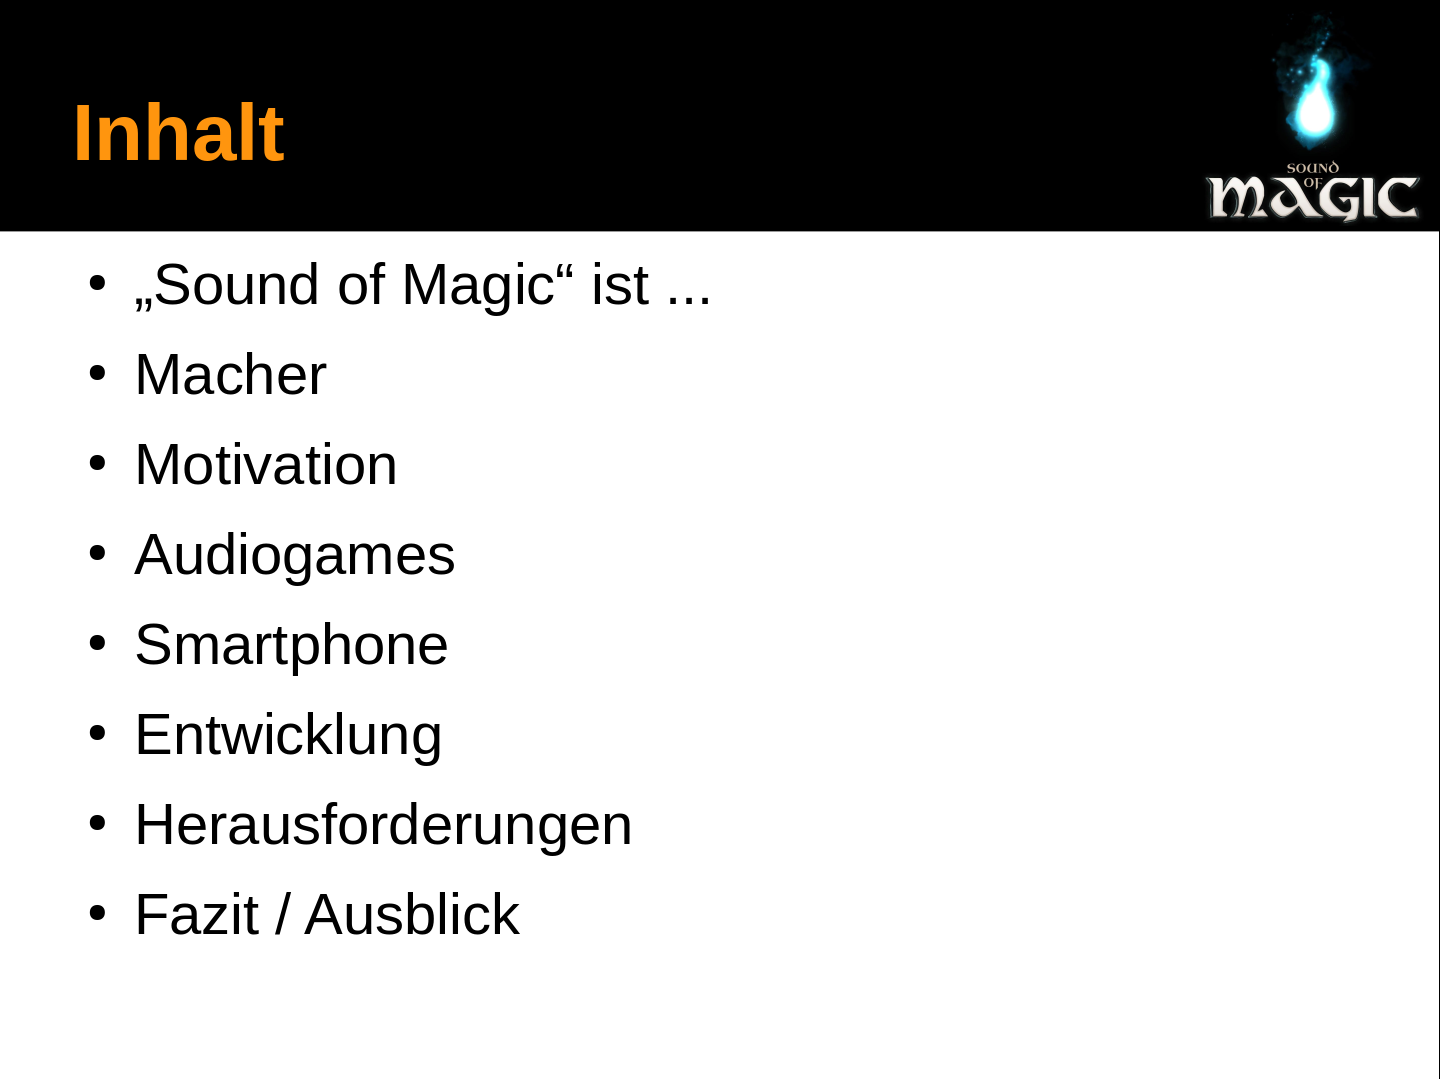 Inhalt
SOUND
OF
MAGIC
• „Sound of Magic“ ist ...
• Macher
• Motivation
• Audiogames
• Smartphone
• Entwicklung
• Herausforderungen
• Fazit / Ausblick